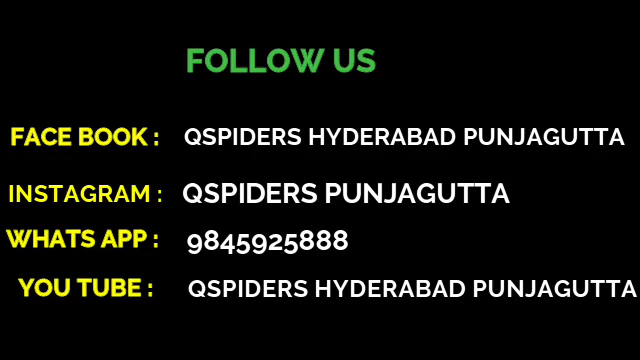 FOLLOW US
FACE BOOK : QSPIDERS HYDERABAD PUNJAGUTTA
INSTAGRAM : QSPIDERS PUNJAGUTTA
WHATS APP : 9845925888
YOU TUBE : QSPIDERS HYDERABAD PUNJAGUTTA